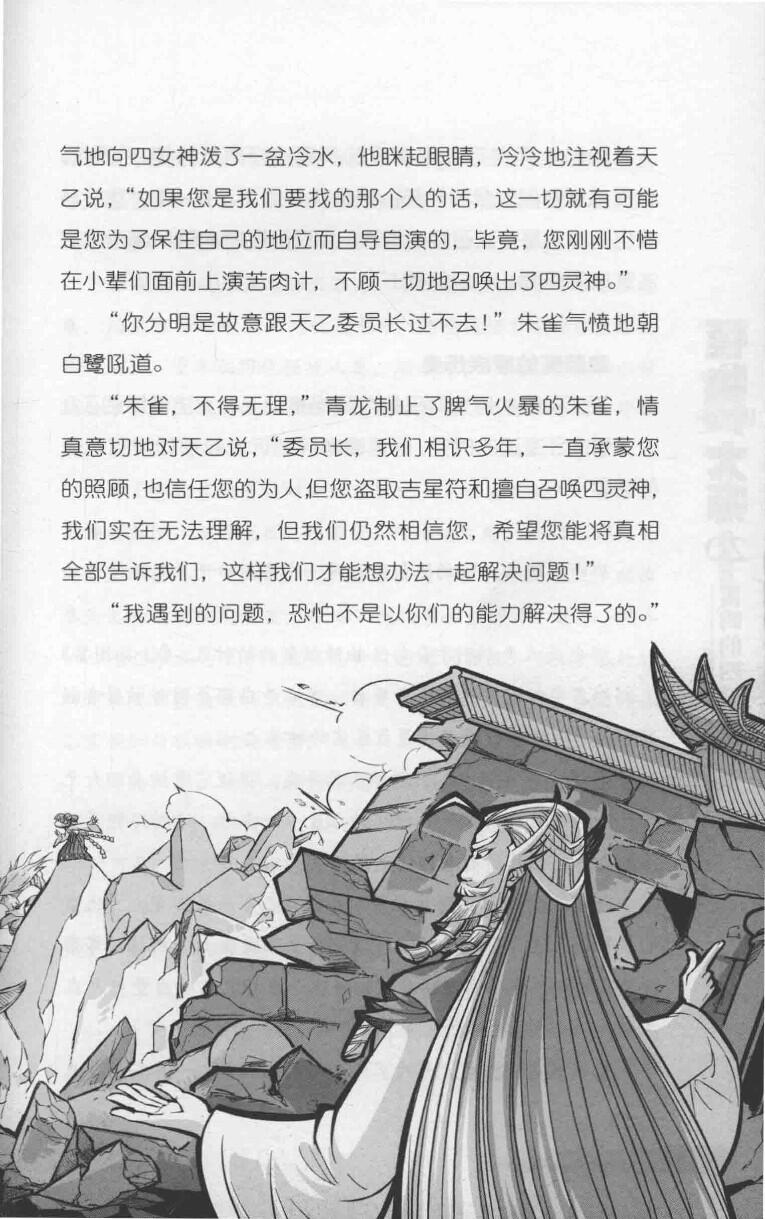 气地向四女神泼了一盆冷水，他眯起眼睛，冷冷地注视着天
乙说，“如果您是我们要找的那个人的话，这一切就有可能
是您为了保住自己的地位而自导自演的，毕竟，您刚刚不惜
在小辈们面前上演苦肉计，不顾一切地召唤出了四灵神。”
“你分明是故意跟天乙委员长过不去！”朱雀气愤地朝
白鹭吼道。
“朱雀，不得无理，”青龙制止了脾气火暴的朱雀，情
真意切地对天乙说，“委员长，我们相识多年，一直承蒙您
的照顾，也信任您的为人，但您盗取吉星符和擅自召唤四灵神，
我们实在无法理解，但我们仍然相信您，希望您能将真相
全部告诉我们，这样我们才能想办法一起解决问题！”
“我遇到的问题，恐怕不是以你们的能力解决得了的。”